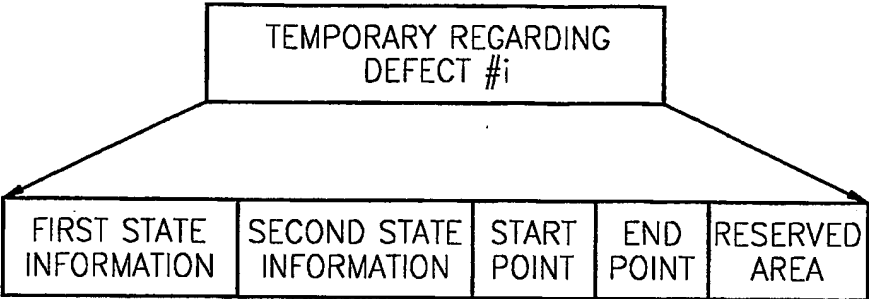 TEMPORARY REGARDING
DEFECT #i
FIRST STATE
INFORMATION
SECOND STATE
INFORMATION
START
POINT
END
POINT
RESERVED
AREA